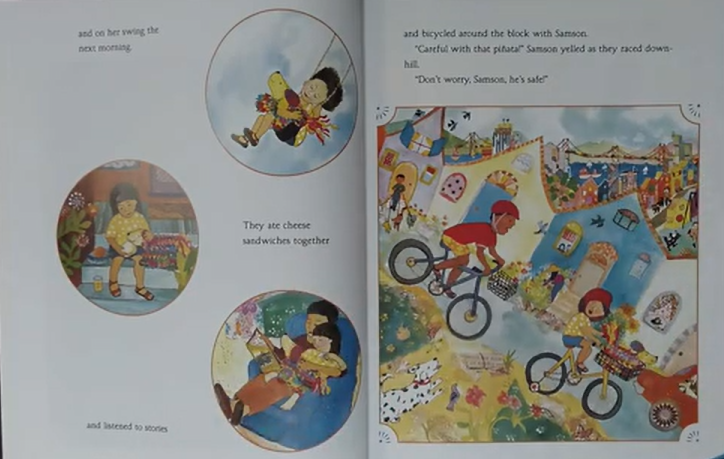 and on her swing the
next morning.
They ate cheese
sandwiches together
and listened to stories
and bicycled around the block with Samson.
"Careful with that piñata!" Samson yelled as they raced down-
hill.
"Don't worry, Samson, he's safe!"